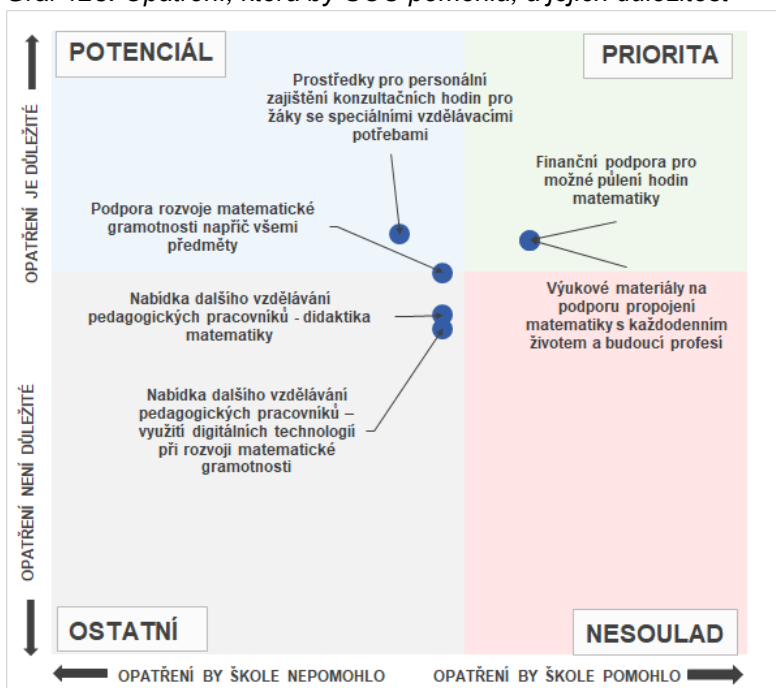 POTENCIÁL
PRIORITA
Prostředky pro personální
zajištění konzultačních hodin pro
žáky se speciálními vzdělávacími
potřebami
Finanční podpora pro
možné půlení hodin
matematiky
Podpora rozvoje matematické
gramotnosti napříč všemi
předměty
Výukové materiály na
podporu propojení
matematiky s každodenním
životem a budoucí profesí
Nabídka dalšího vzdělávání
pedagogických pracovníků - didaktika
matematiky
Nabídka dalšího vzdělávání
pedagogických pracovníků –
využití digitálních technologií
při rozvoji matematické
gramotnosti
OPATŘENÍ JE DŮLEŽITÉ
OPATŘENÍ NENÍ DŮLEŽITÉ
OSTATNÍ
NESOULAD
OPATŘENÍ BY ŠKOLE NEPOMOHLO
OPATŘENÍ BY ŠKOLE POMOHLO